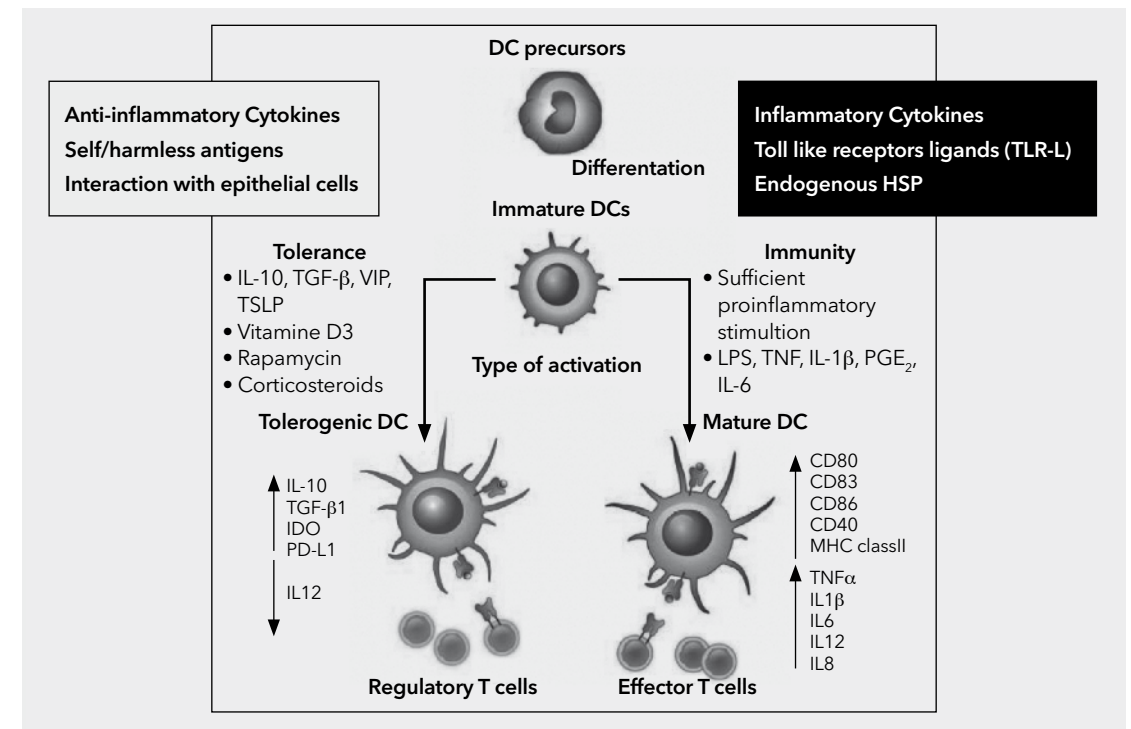 DC precursors
Anti-inflammatory Cytokines
Self/harmless antigens
Interaction with epithelial cells
Inflammatory Cytokines
Toll like receptors ligands (TLR-L)
Endogenous HSP
Differentation
Immature DCs
Tolerance
• IL-10, TGF-β, VIP,
TSLP
• Vitamine D3
• Rapamycin
• Corticosteroids
Immunity
• Sufficient
proinflammatory
stimultion
• LPS, TNF, IL-1β, PGE₂,
IL-6
Type of activation
Tolerogenic DC
Mature DC
IL-10
TGF-β1
IDO
PD-L1
IL12
CD80
CD83
CD86
CD40
MHC classII
TNFα
IL1β
IL6
IL12
IL8
Regulatory T cells
Effector T cells